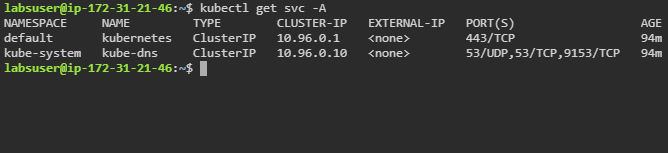 labsuser@ip-172-31-21-46:~$ kubectl get svc -A
NAMESPACE NAME TYPE CLUSTER-IP EXTERNAL-IP PORT(S) AGE
default kubernetes ClusterIP 10.96.0.1 <none> 443/TCP 94m
kube-system kube-dns ClusterIP 10.96.0.10 <none> 53/UDP,53/TCP,9153/TCP 94m
labsuser@ip-172-31-21-46:~$